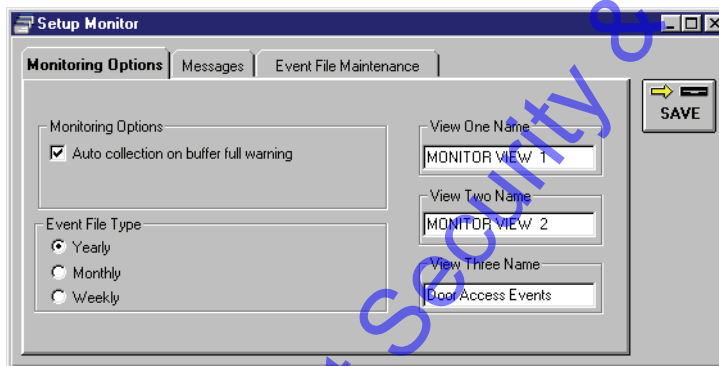 Setup Monitor
Monitoring Options Messages Event File Maintenance
SAVE
Monitoring Options
Auto collection on buffer full warning
Event File Type
Yearly
Monthly
Weekly
View One Name
MONITOR VIEW 1
View Two Name
MONITOR VIEW 2
View Three Name
Door Access Events
t Security &